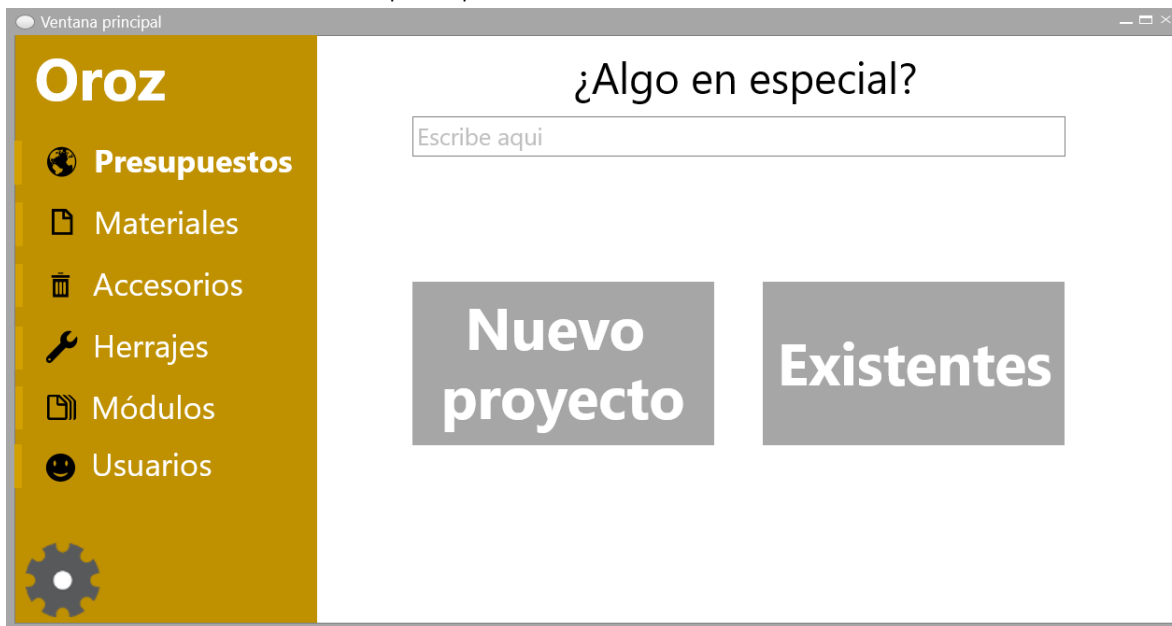 Ventana principal
Oroz
Presupuestos
Materiales
Accesorios
Herrajes
Módulos
Usuarios
¿Algo en especial?
Escribe aqui
Nuevo
proyecto
Existentes